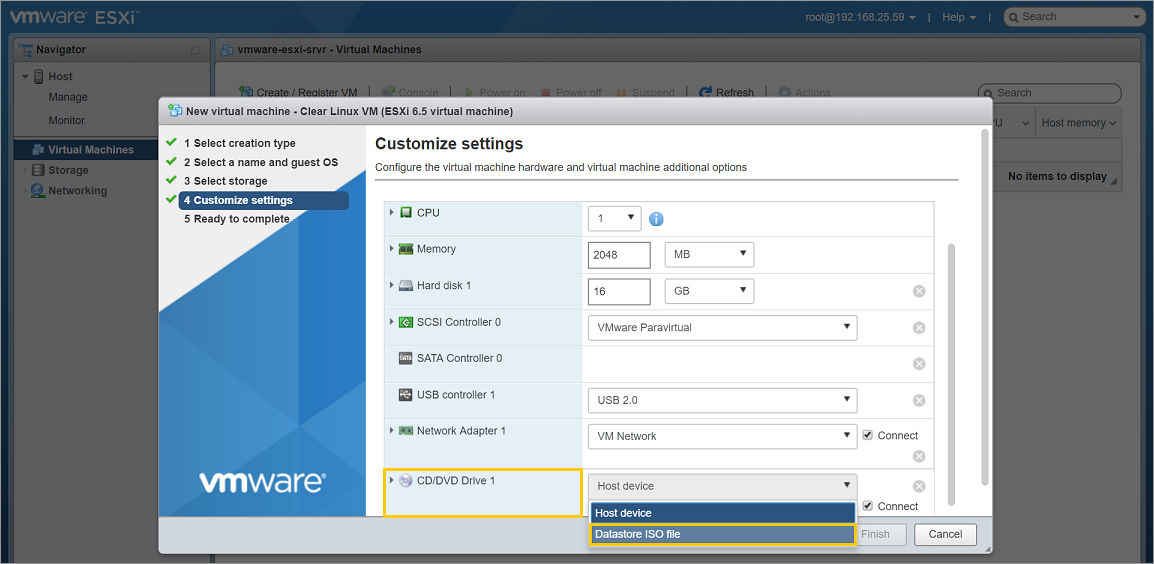 vmware ESXi™
root@192.168.25.59 | Help | Search
Navigator
vmware-esxi-srvr - Virtual Machines
Host
Manage
Monitor
Virtual Machines
Storage
Networking
Create / Register VM | Console | Power on Power off Suspend | Refresh | Actions
Search
Host memory
No items to display
New virtual machine - Clear Linux VM (ESXi 6.5 virtual machine)
1 Select creation type
2 Select a name and guest OS
3 Select storage
4 Customize settings
5 Ready to complete
vmware®
Customize settings
Configure the virtual machine hardware and virtual machine additional options
CPU 1
Memory 2048 MB
Hard disk 1 16 GB
SCSI Controller 0 VMware Paravirtual
SATA Controller 0
USB controller 1 USB 2.0
Network Adapter 1 VM Network Connect
CD/DVD Drive 1 Host device
Connect
Host device
Datastore ISO file
Finish Cancel